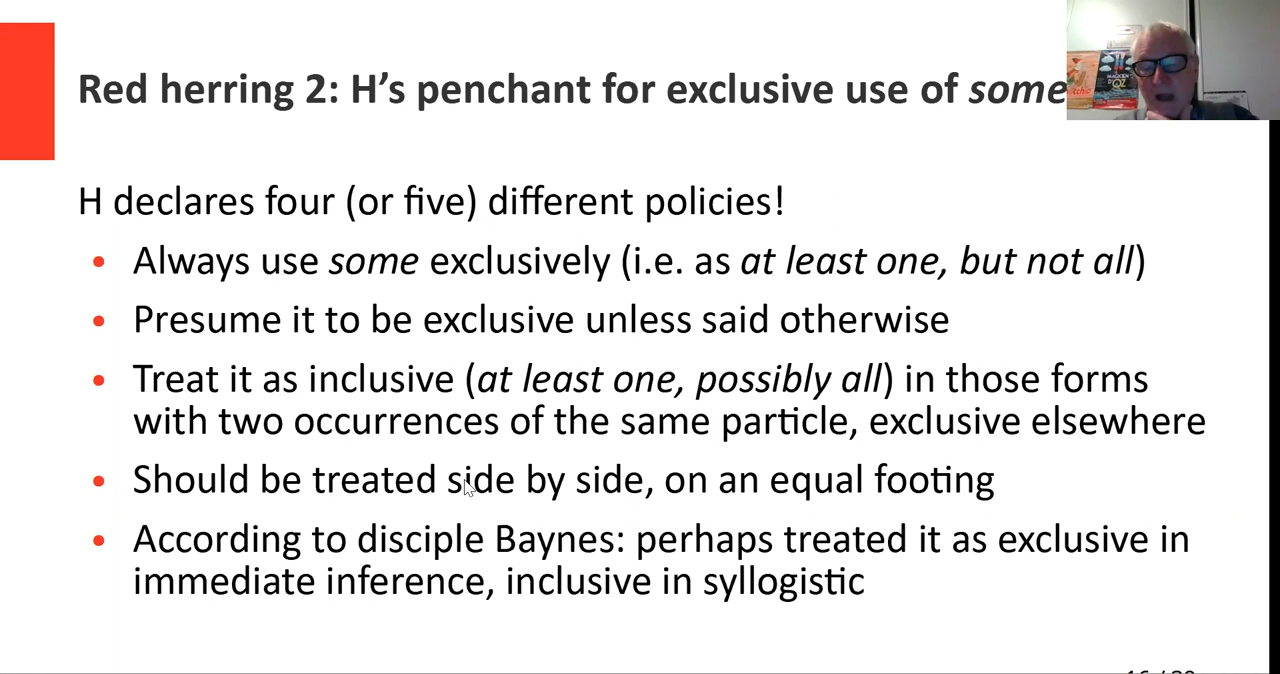 Red herring 2: H’s penchant for exclusive use of some
H declares four (or five) different policies!
• Always use some exclusively (i.e. as at least one, but not all)
• Presume it to be exclusive unless said otherwise
• Treat it as inclusive (at least one, possibly all) in those forms
with two occurrences of the same particle, exclusive elsewhere
• Should be treated side by side, on an equal footing
• According to disciple Baynes: perhaps treated it as exclusive in
immediate inference, inclusive in syllogistic